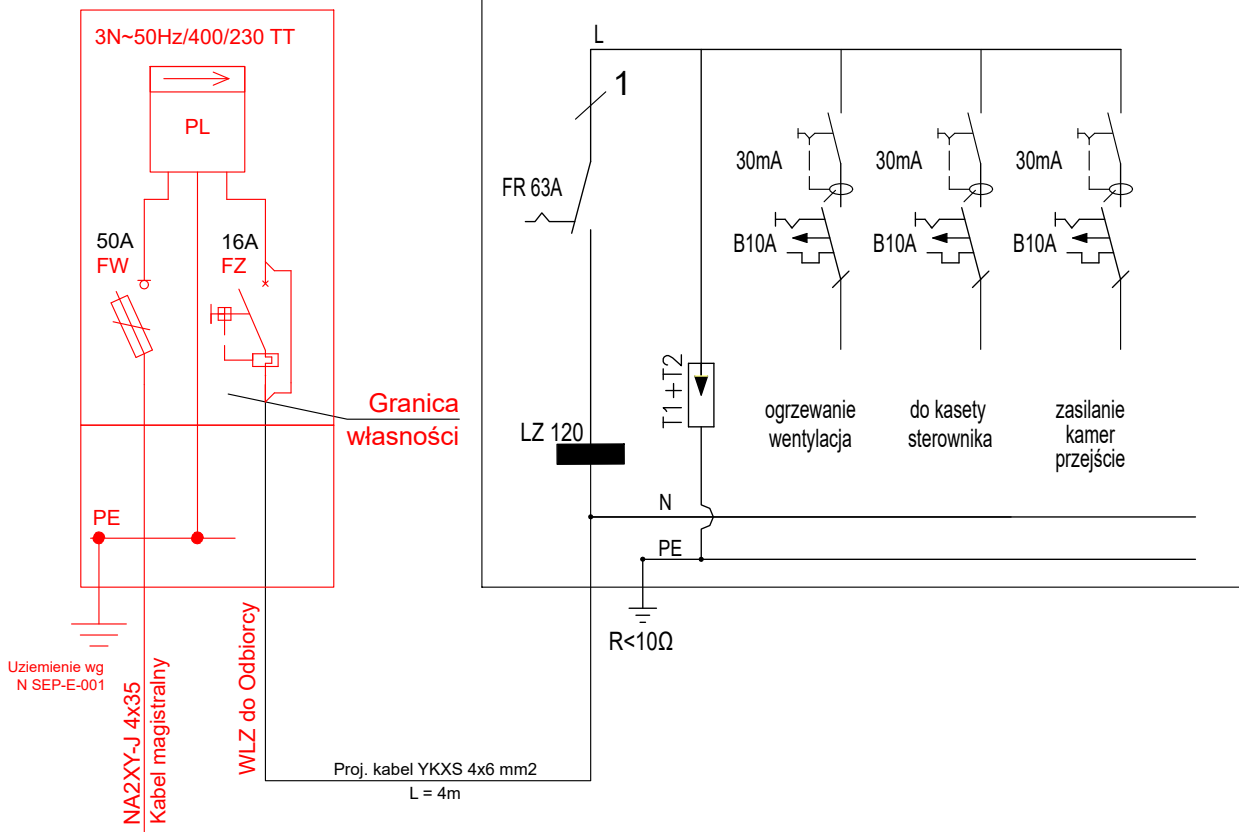 3N~50Hz/400/230 TT
PL
50A
FW
16A
FZ
Granica
własności
PE
Uziemienie wg
N SEP-E-001
NA2XY-J 4x35
Kabel magistralny
WLZ do Odbiorcy
Proj. kabel YKXS 4x6 mm2
L = 4m
L
1
FR 63A
LZ 120
T1+T2
30mA
B10A
ogrzewanie
wentylacja
30mA
B10A
do kasety
sterownika
30mA
B10A
zasilanie
kamer
przejście
N
PE
R<10Ω